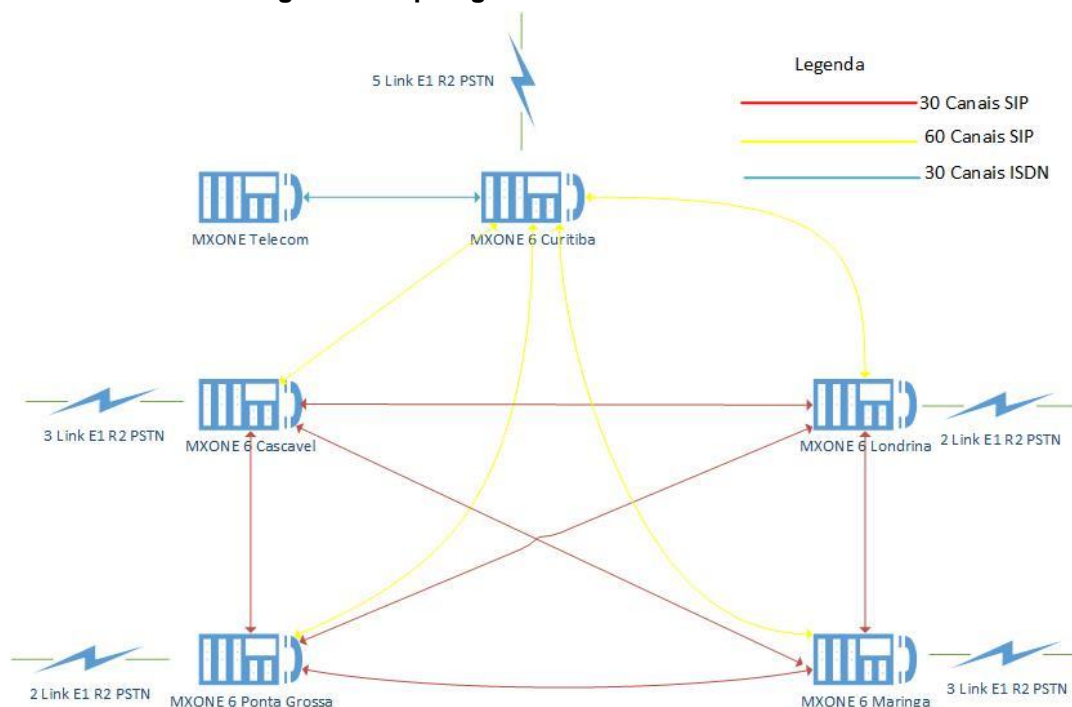 5 Link E1 R2 PSTN
Legenda
30 Canais SIP
60 Canais SIP
30 Canais ISDN
MXONE Telecom
MXONE 6 Curitiba
3 Link E1 R2 PSTN
MXONE 6 Cascavel
MXONE 6 Londrina
2 Link E1 R2 PSTN
2 Link E1 R2 PSTN
MXONE 6 Ponta Grossa
MXONE 6 Maringa
3 Link E1 R2 PSTN